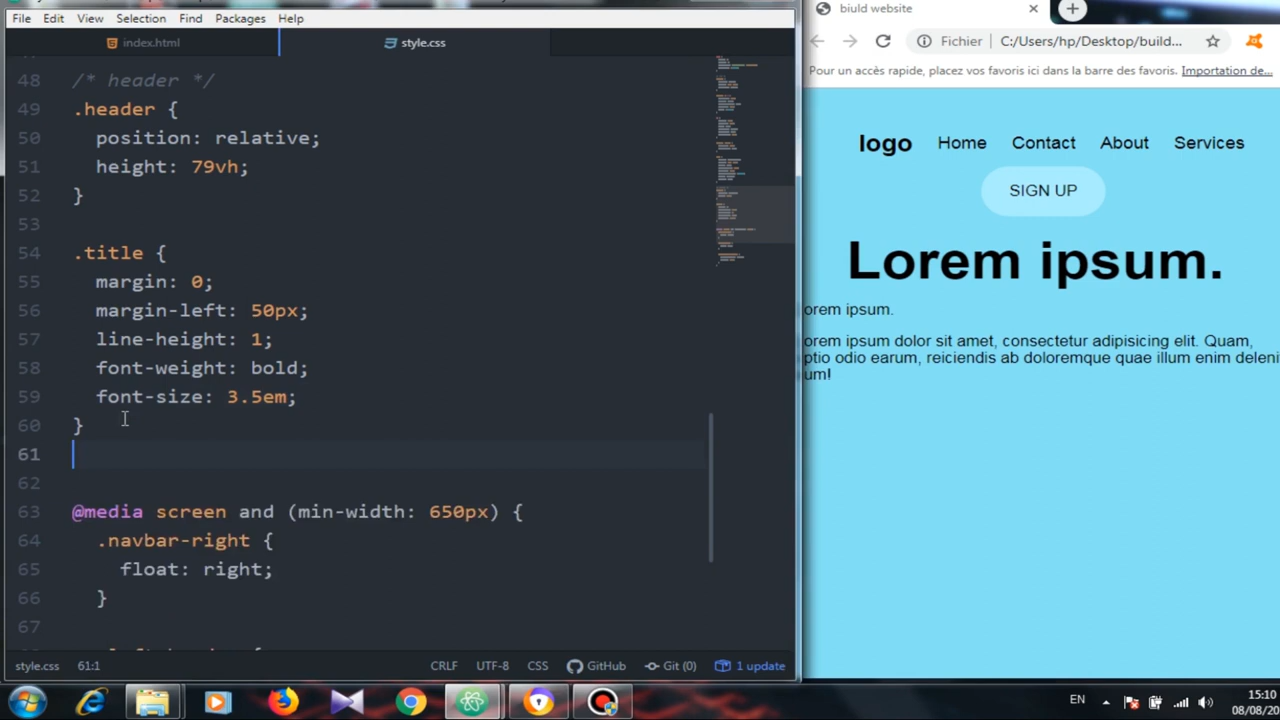 File Edit View Selection Find Packages Help
index.html style.css
/* header */
.header {
position: relative;
height: 79vh;
52 }
53
54 .title {
55 margin: 0;
56 margin-left: 50px;
57 line-height: 1;
58 font-weight: bold;
59 font-size: 3.5em;
60 }
61
62
63 @media screen and (min-width: 650px) {
64 .navbar-right {
65 float: right;
66 }
67
style.css 61:1 CRLF UTF-8 CSS GitHub Git (0) 1 update
biuld website
Fichier C:/Users/hp/Desktop/build...
Pour un accès rapide, placez vos favoris ici dans la barre des favoris. Importation de...
logo Home Contact About Services
SIGN UP
Lorem ipsum.
orem ipsum.
orem ipsum dolor sit amet, consectetur adipisicing elit. Quam,
ptio odio earum, reiciendis ab doloremque quae illum enim delenit
um!
EN 15:10
08/08/20